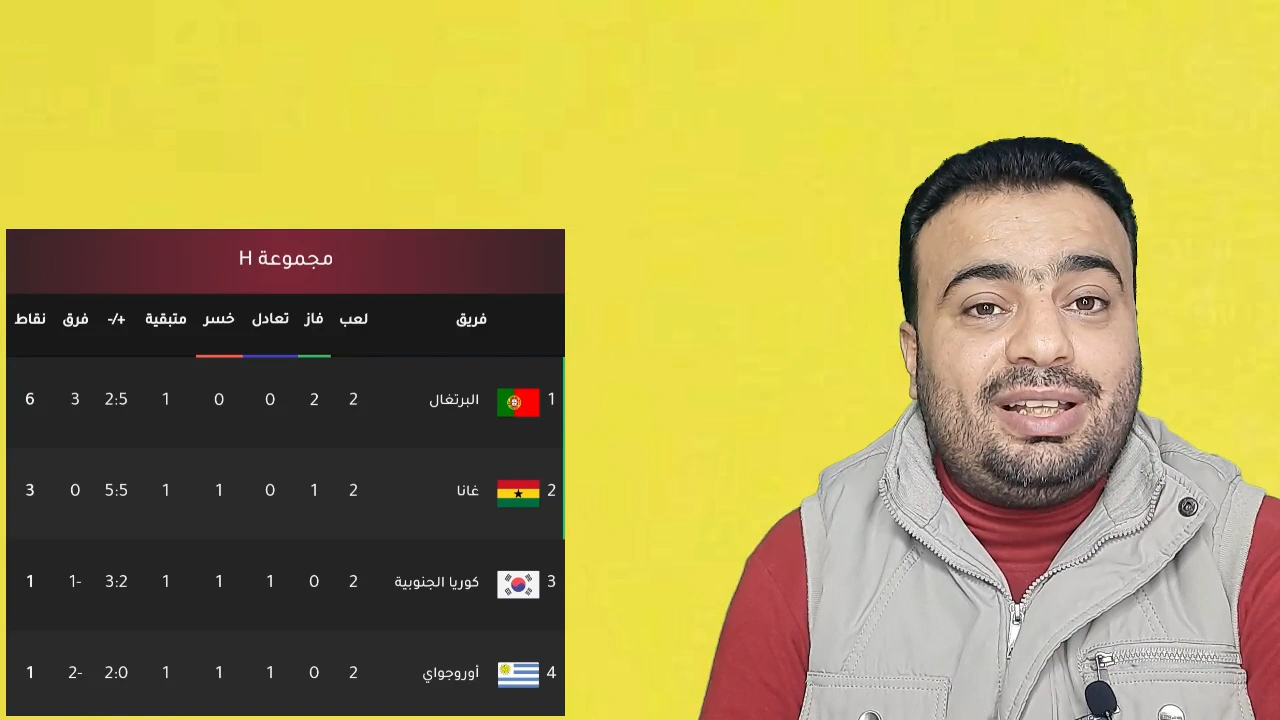 مجموعة H
فريق لعب فاز تعادل خسر متبقية +/- فرق نقاط
1 البرتغال 2 2 0 0 1 2:5 3 6
2 غانا 2 1 0 1 1 5:5 0 3
3 كوريا الجنوبية 2 0 1 1 1 3:2 1- 1
4 أوروجواي 2 0 1 1 1 2:0 2- 1